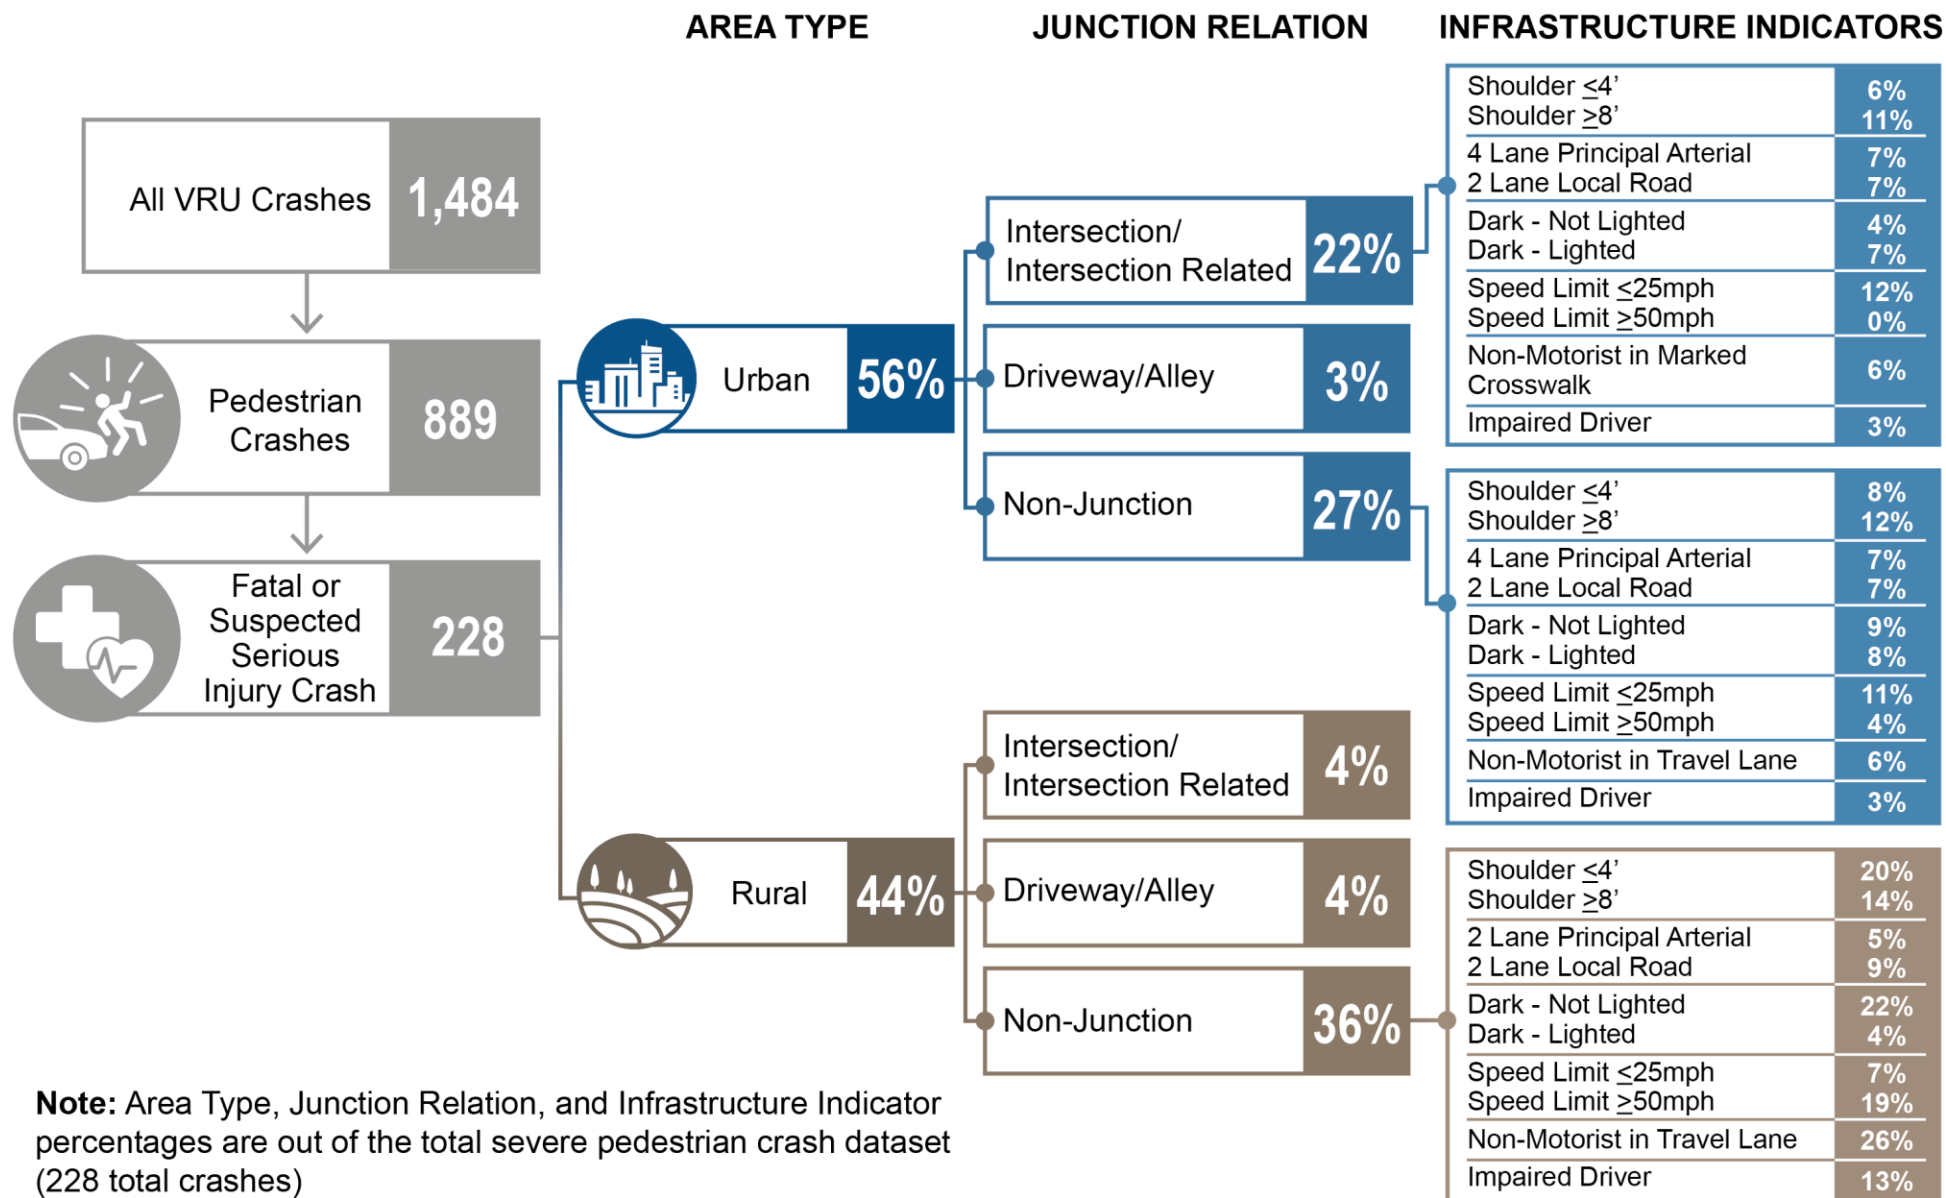 AREA TYPE
JUNCTION RELATION
INFRASTRUCTURE INDICATORS
All VRU Crashes
1,484
Pedestrian
Crashes
889
Fatal or
Suspected
Serious
Injury Crash
228
Urban
56%
Intersection/
Intersection Related
22%
Driveway/Alley
3%
Non-Junction
27%
Shoulder ≤4’ 6%
Shoulder ≥8’ 11%
4 Lane Principal Arterial 7%
2 Lane Local Road 7%
Dark - Not Lighted 4%
Dark - Lighted 7%
Speed Limit ≤25mph 12%
Speed Limit ≥50mph 0%
Non-Motorist in Marked
Crosswalk
6%
Impaired Driver 3%
Shoulder ≤4’ 8%
Shoulder ≥8’ 12%
4 Lane Principal Arterial 7%
2 Lane Local Road 7%
Dark - Not Lighted 9%
Dark - Lighted 8%
Speed Limit ≤25mph 11%
Speed Limit ≥50mph 4%
Non-Motorist in Travel Lane 6%
Impaired Driver 3%
Rural
44%
Intersection/
Intersection Related
4%
Driveway/Alley
4%
Non-Junction
36%
Shoulder ≤4’ 20%
Shoulder ≥8’ 14%
2 Lane Principal Arterial 5%
2 Lane Local Road 9%
Dark - Not Lighted 22%
Dark - Lighted 4%
Speed Limit ≤25mph 7%
Speed Limit ≥50mph 19%
Non-Motorist in Travel Lane 26%
Impaired Driver 13%
Note: Area Type, Junction Relation, and Infrastructure Indicator
percentages are out of the total severe pedestrian crash dataset
(228 total crashes)